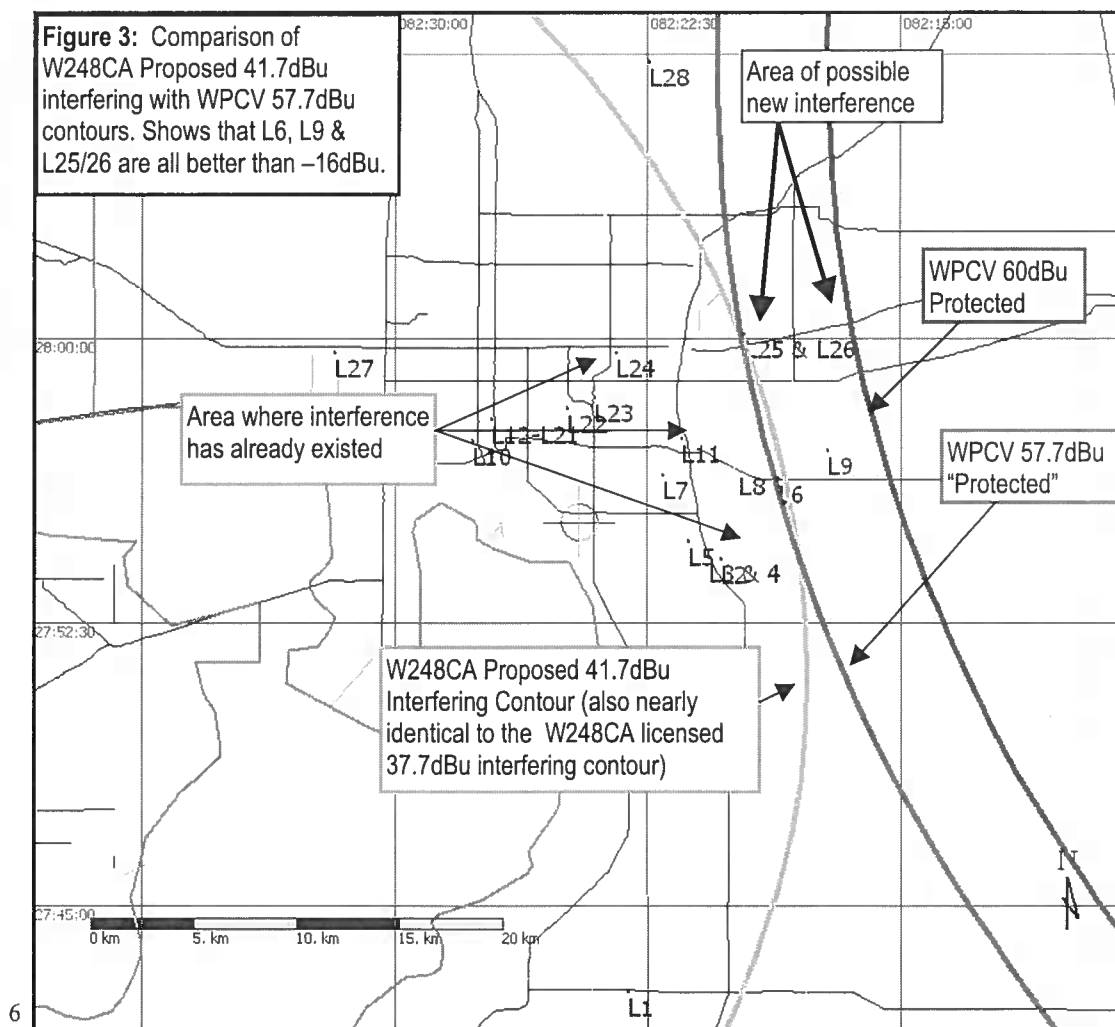 Figure 3: Comparison of
W248CA Proposed 41.7dBu
interfering with WPCV 57.7dBu
contours. Shows that L6, L9 &
L25/26 are all better than –16dBu.
082:30:00
082:22:30
082:15:00
L28
Area of possible
new interference
WPCV 60dBu
Protected
28:00:00
L25 & L26
L27
L24
Area where interference
has already existed
L23
L22
L12-L21
L10
L11
L9
WPCV 57.7dBu
"Protected"
L7
L8
6
L5
& 4
27:52:30
W248CA Proposed 41.7dBu
Interfering Contour (also nearly
identical to the W248CA licensed
37.7dBu interfering contour)
N
27:45:00
0 km
5. km
10. km
15. km
20 km
L1
6